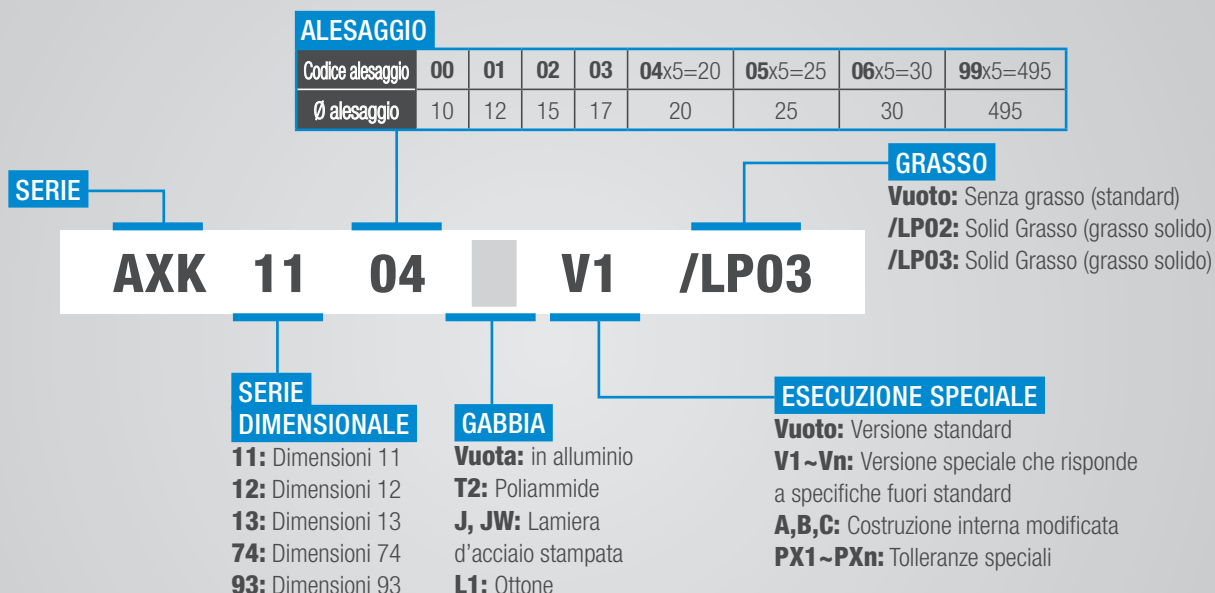 ALESAGGIO
Codice alesaggio 00 01 02 03 04x5=20 05x5=25 06x5=30 99x5=495
Ø alesaggio 10 12 15 17 20 25 30 495
SERIE
GRASSO
Vuoto: Senza grasso (standard)
/LP02: Solid Grasso (grasso solido)
/LP03: Solid Grasso (grasso solido)
AXK 11 04 V1 /LP03
SERIE
DIMENSIONALE
11: Dimensioni 11
12: Dimensioni 12
13: Dimensioni 13
74: Dimensioni 74
93: Dimensioni 93
GABBIA
Vuota: in alluminio
T2: Poliammide
J, JW: Lamiera
d'acciaio stampata
L1: Ottone
ESECUZIONE SPECIALE
Vuoto: Versione standard
V1~Vn: Versione speciale che risponde
a specifiche fuori standard
A,B,C: Costruzione interna modificata
PX1~PXn: Tolleranze speciali